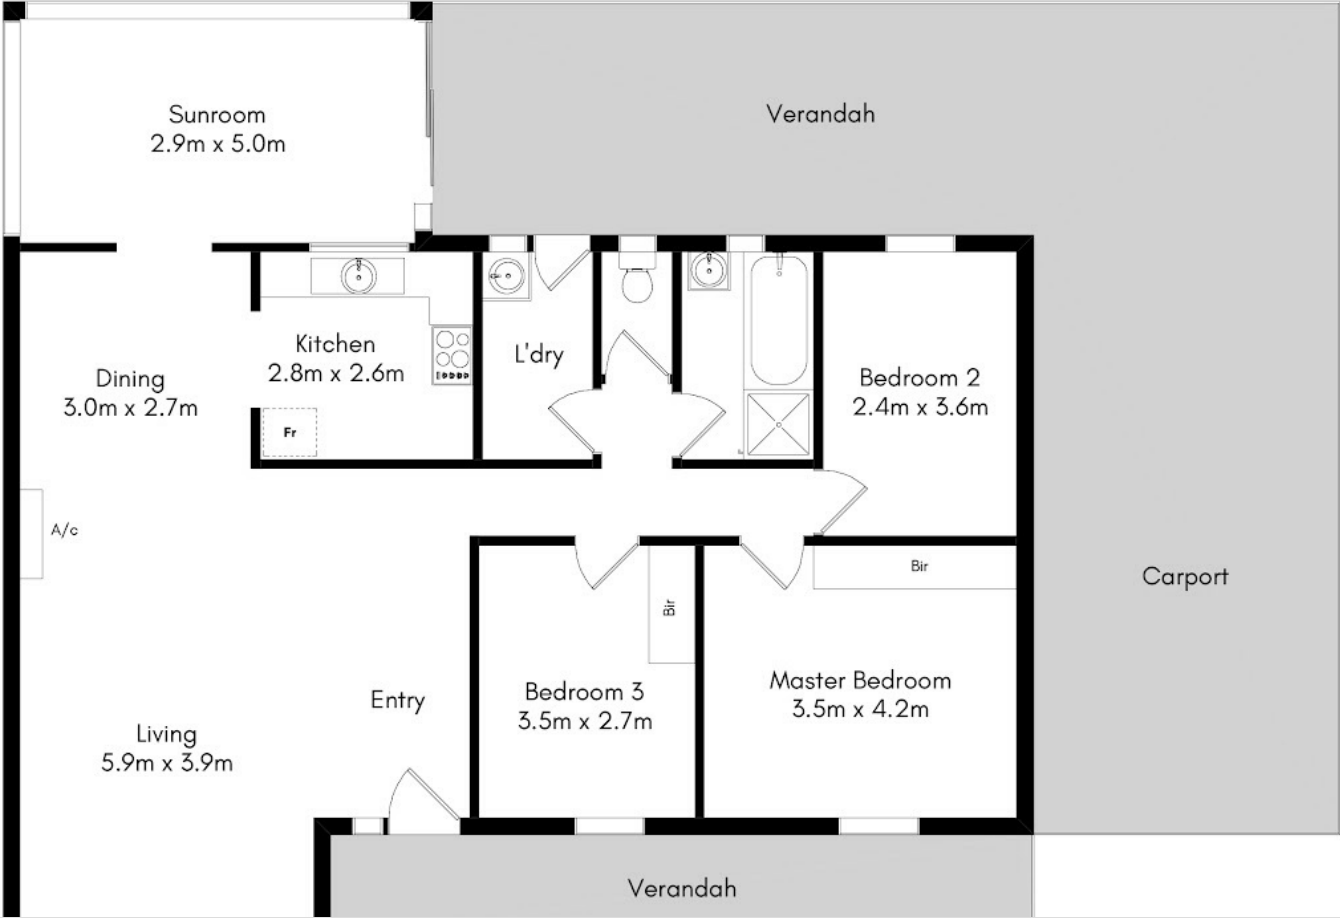 Sunroom
2.9m x 5.0m
Verandah
Kitchen
2.8m x 2.6m
L'dry
Dining
3.0m x 2.7m
Bedroom 2
2.4m x 3.6m
Fr
A/c
Bir
Carport
Bir
Master Bedroom
3.5m x 4.2m
Bedroom 3
3.5m x 2.7m
Entry
Living
5.9m x 3.9m
Verandah